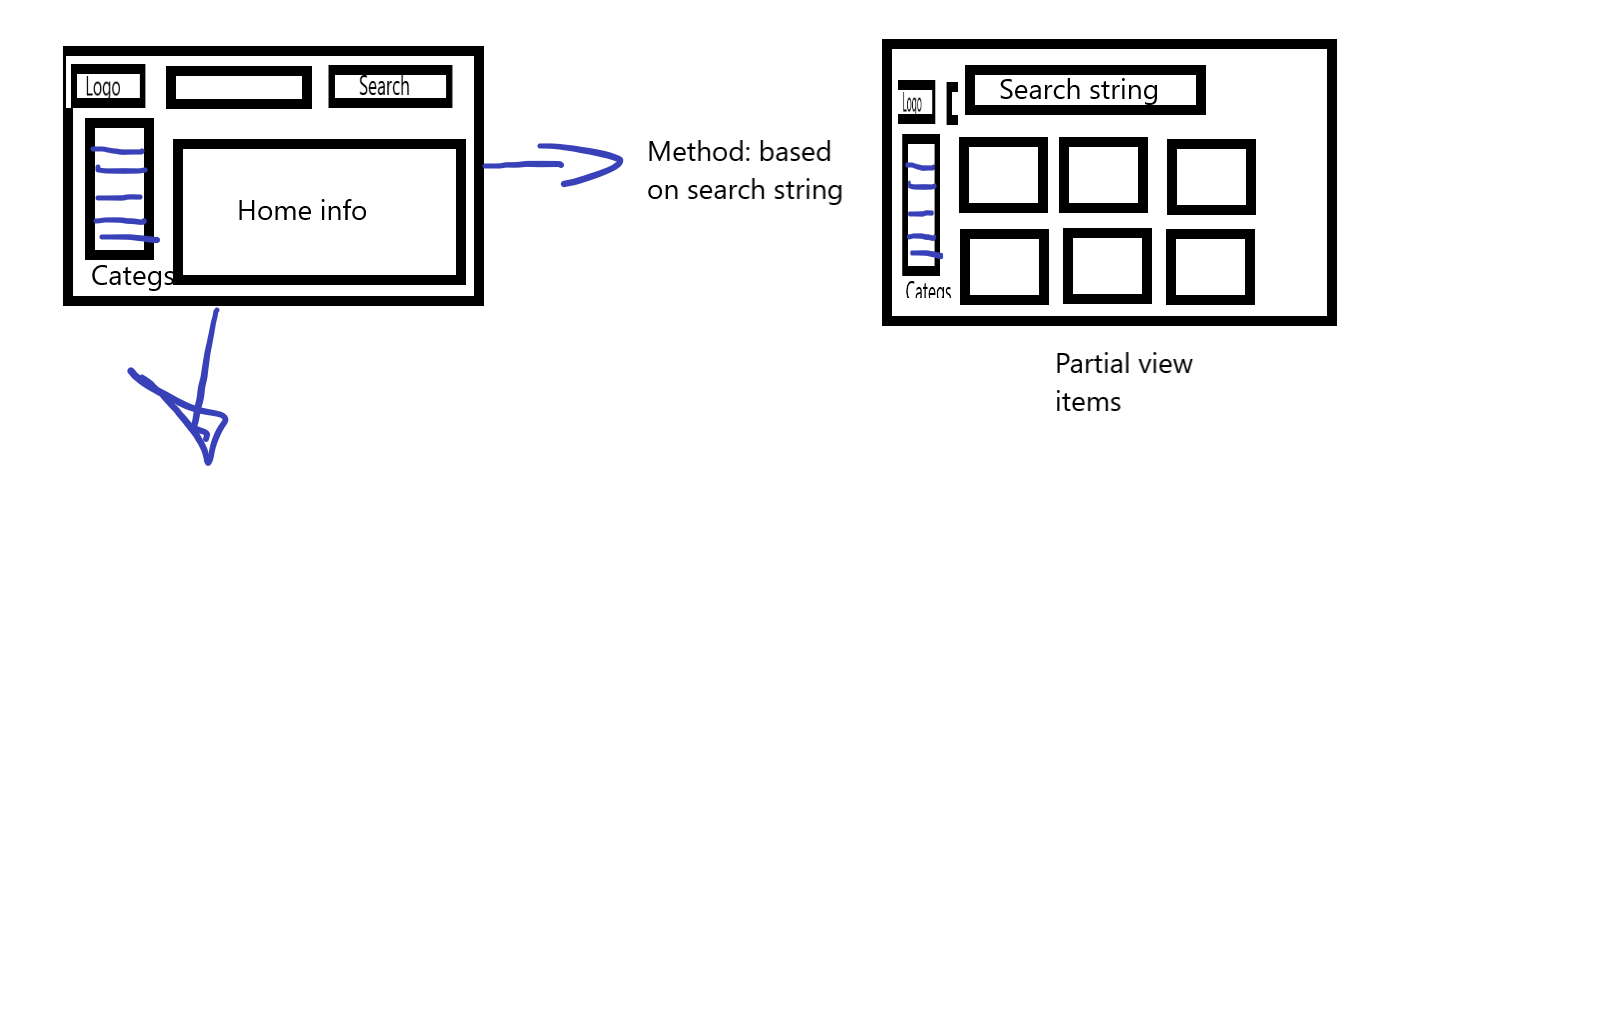 Logo
Search
Home info
Categs
Method: based
on search string
Logo
Search string
Categs
Partial view
items